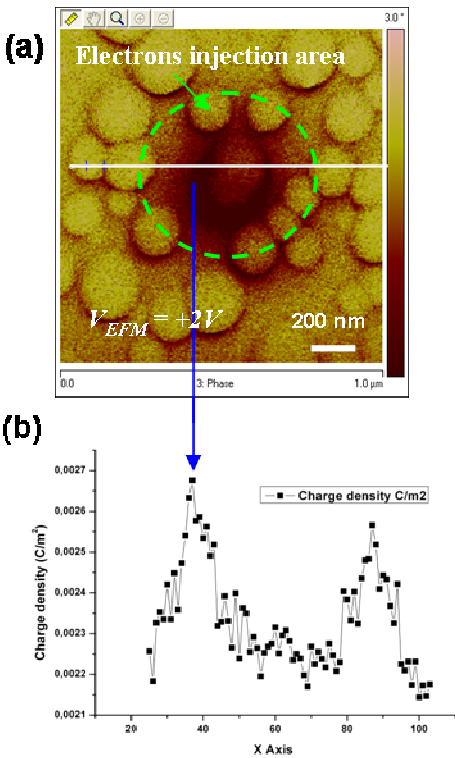 3.0 °
(a)
Electrons injection area
V_EFM = +2V
200 nm
0.0
3: Phase
1.0 µm
(b)
0,0027
0,0026
0,0025
0,0024
0,0023
0,0022
0,0021
Charge density (C/m²)
Charge density C/m2
20
40
60
80
100
X Axis